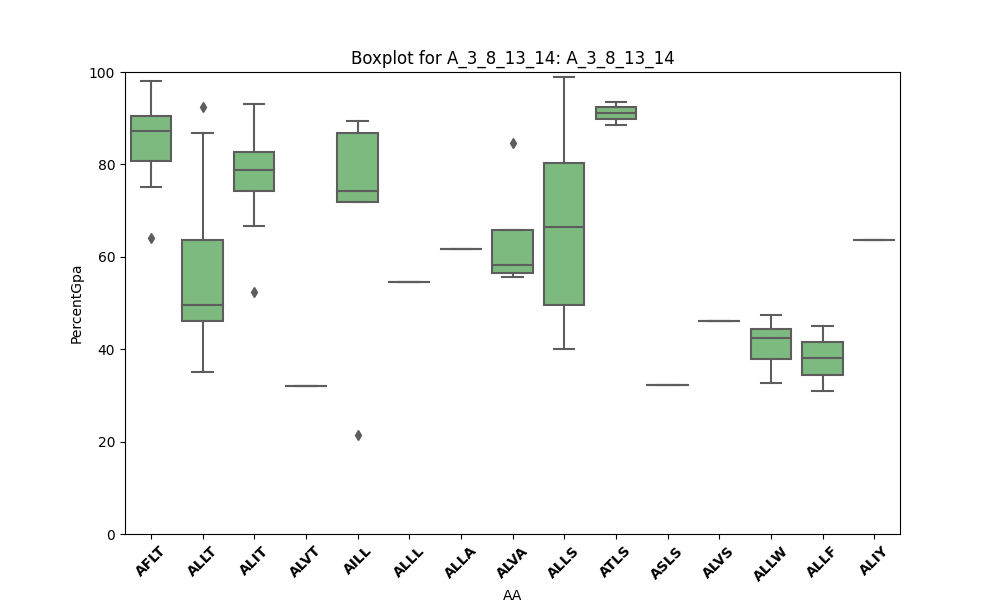 Boxplot for A_3_8_13_14: A_3_8_13_14
100
80
60
40
20
0
PercentGpa
AFLT ALLT ALIT ALVT AILL ALLL ALLA ALVA ALLS ATLS ASLS ALVS ALLW ALLF ALIY
AA